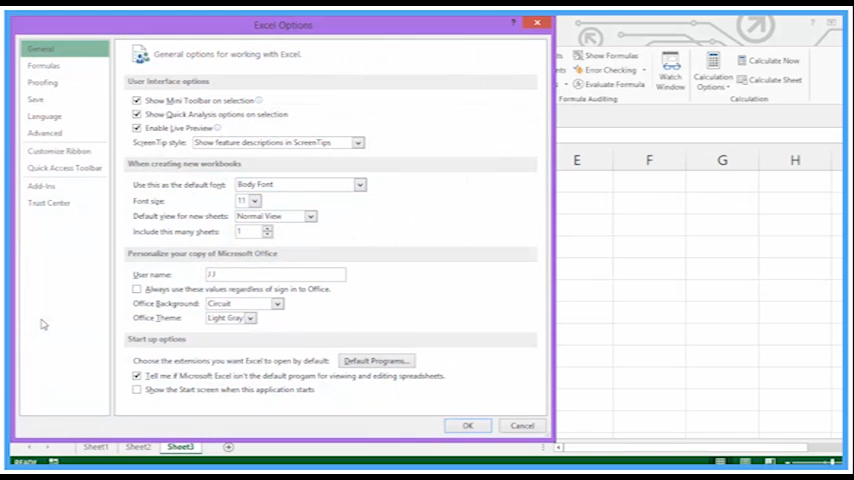 Excel Options
General
Formulas
Proofing
Save
Language
Advanced
Customize Ribbon
Quick Access Toolbar
Add-Ins
Trust Center
General options for working with Excel.
User Interface options
Show Mini Toolbar on selection
Show Quick Analysis options on selection
Enable Live Preview
ScreenTip style: Show feature descriptions in ScreenTips
When creating new workbooks
Use this as the default font: Body Font
Font size: 11
Default view for new sheets: Normal View
Include this many sheets: 1
Personalize your copy of Microsoft Office
User name: J J
Always use these values regardless of sign in to Office.
Office Background: Circuit
Office Theme: Light Gray
Start up options
Choose the extensions you want Excel to open by default: Default Programs...
Tell me if Microsoft Excel isn't the default progam for viewing and editing spreadsheets.
Show the Start screen when this application starts
OK Cancel
Show Formulas
Error Checking
Evaluate Formula
Formula Auditing
Watch
Window
Calculation
Options
Calculate Now
Calculate Sheet
Calculation
E F G H
Sheet1 Sheet2 Sheet3
READY